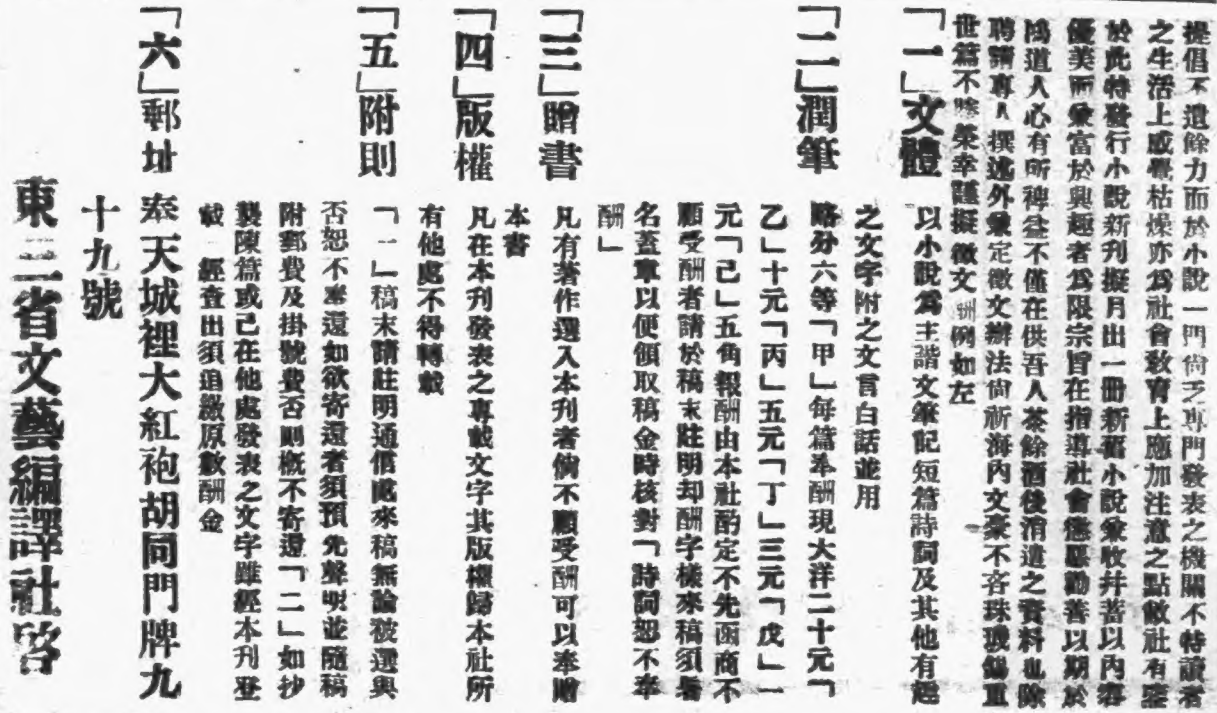 提倡不遺餘力而於小說一門尙乏專門發表之機關不特讀者
之生活上感覺枯燥亦爲社會敎育上應加注意之點敝社有鑒
於此特發行小說新刊擬月出一冊新舊小說兼收幷蓄以內容
優美而兼富於興趣者爲限宗旨在指導社會懲惡勸善以期於
世道人心有所裨益不僅在供吾人茶餘酒後消遣之資料也除
聘請專人撰述外兼定徵文辦法尙祈海內文豪不吝珠璣錫重
世篇不勝榮幸謹擬徵文酬例如左
「一」文體
以小說爲主諧文筆記短篇詩詞及其他有趣
之文字附之文言白話並用
「二」潤筆
略分六等「甲」每篇奉酬現大洋二十元「
乙」十元「丙」五元「丁」三元「戊」一
元「己」五角報酬由本社酌定不先函商不
願受酬者請於稿末註明却酬字樣來稿須署
名蓋章以便領取稿金時核對「詩詞恕不奉
酬」
「三」贈書
凡有著作選入本刊者倘不願受酬可以奉贈
本書
「四」版權
凡在本刊發表之專載文字其版權歸本社所
有他處不得轉載
「五」附則
「一」稿末請註明通信處來稿無論被選與
否恕不奉還如欲寄還者須預先聲明並隨稿
附郵費及掛號費否則槪不寄還「二」如抄
襲陳篇或已在他處發表之文字雖經本刊登
載一經查出須追繳原數酬金
「六」郵址
奉天城裡大紅袍胡同門牌九
十九號
東三省文藝編譯社啓